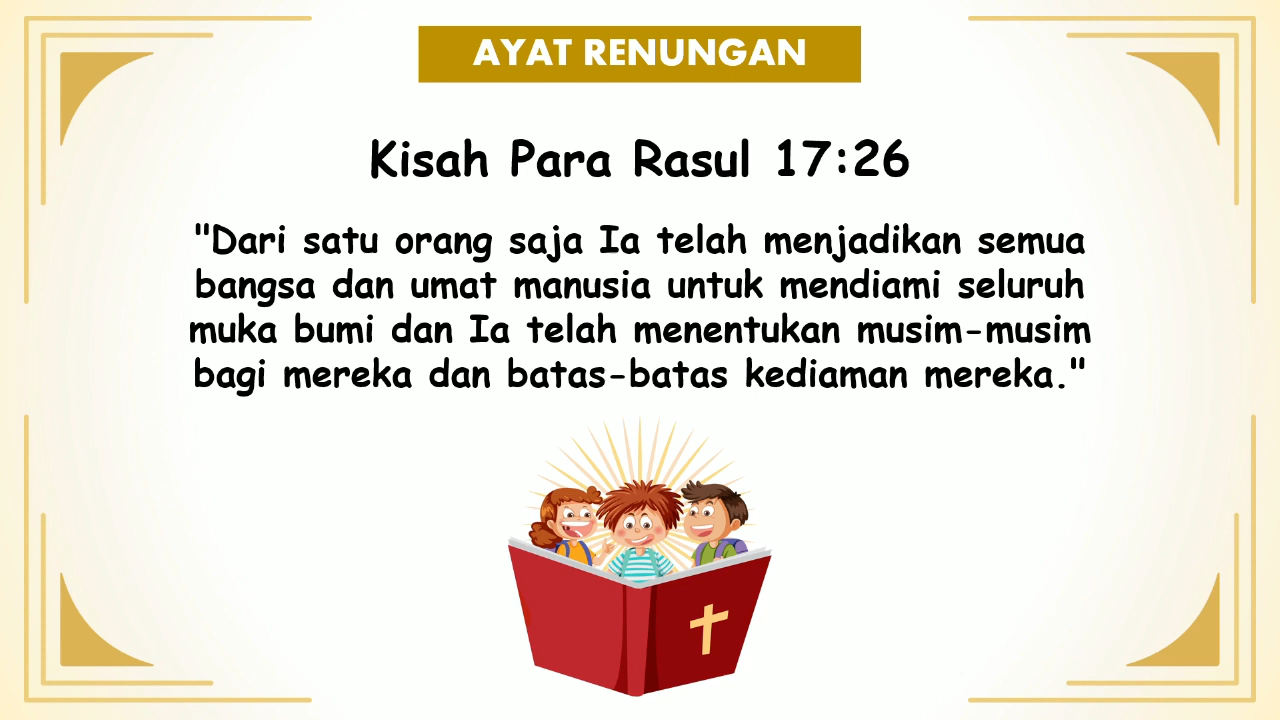 AYAT RENUNGAN
Kisah Para Rasul 17:26
"Dari satu orang saja Ia telah menjadikan semua
bangsa dan umat manusia untuk mendiami seluruh
muka bumi dan Ia telah menentukan musim-musim
bagi mereka dan batas-batas kediaman mereka."